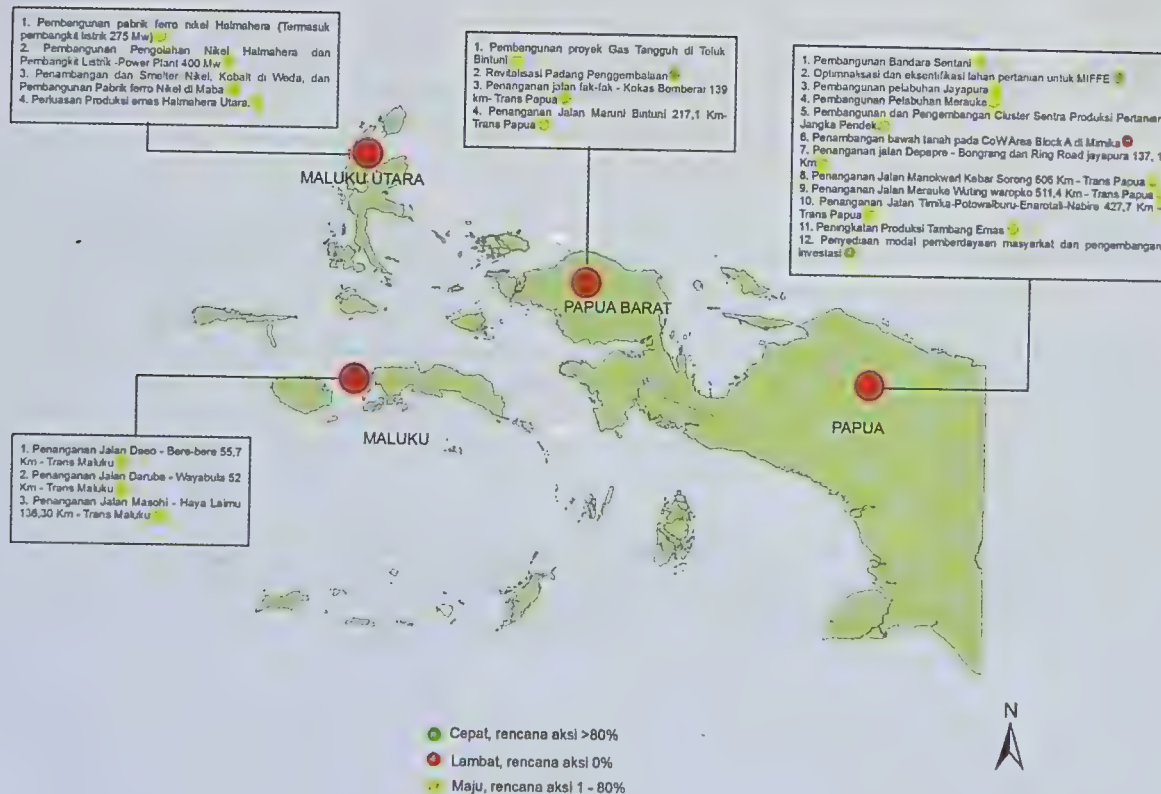 1. Pembangunan pabrik ferro nikel Halmahera (Termasuk
pembangkit listrik 275 Mw)
2. Pembangunan Pengolahan Nikel Halmahera dan
Pembangkit Listrik -Power Plant 400 Mw
3. Penambangan dan Smelter Nikel, Kobalt di Weda, dan
Pembangunan Pabrik ferro Nikel di Maba
4. Perluasan Produksi emas Halmahera Utara.
1. Pembangunan proyek Gas Tangguh di Teluk
Bintuni
2. Revitalisasi Padang Penggembalaan
3. Penanganan jalan fak-fak - Kokas Bomberai 139
km- Trans Papua
4. Penanganan Jalan Maruni Bintuni 217,1 Km-
Trans Papua
1. Pembangunan Bandara Sentani
2. Optimnaksasi dan eksentifikasi lahan pertanian untuk MIFFE
3. Pembangunan pelabuhan Jayapura
4. Pembangunan Pelabuhan Merauke
5. Pembangunan dan Pengembangan Cluster Sentra Produksi Pertanian
Jangka Pendek
6. Penambangan bawah tanah pada CoW Area Block A di Mimika
7. Penanganan jalan Depapre - Bongrang dan Ring Road jayapura 137, 1
Km
8. Penanganan Jalan Manokwari Kebar Sorong 606 Km - Trans Papua
9. Penanganan Jalan Merauke Wuting waropko 511,4 Km - Trans Papua
10. Penanganan Jalan Timika-Potowaiburu-Enarotali-Nabire 427,7 Km -
Trans Papua
11. Peningkatan Produksi Tambang Emas
12. Penyediaan modal pemberdayaan masyarkat dan pengembangan
investasi
MALUKU UTARA
PAPUA BARAT
PAPUA
MALUKU
1. Penanganan Jalan Daeo - Bere-bere 55,7
Km - Trans Maluku
2. Penanganan Jalan Daruba - Wayabula 52
Km - Trans Maluku
3. Penanganan Jalan Masohi - Haya Laimu
136,30 Km - Trans Maluku
N
Cepat, rencana aksi >80%
Lambat, rencana aksi 0%
Maju, rencana aksi 1 - 80%